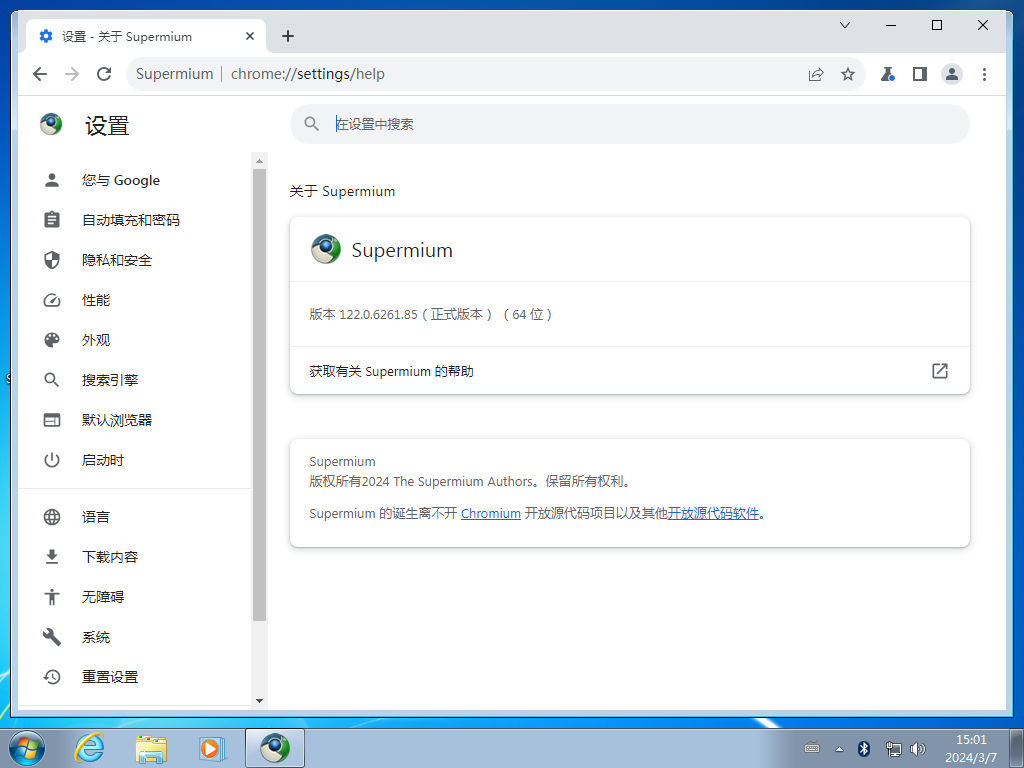 设置 - 关于 Supermium
Supermium | chrome://settings/help
设置
在设置中搜索
您与 Google
自动填充和密码
隐私和安全
性能
外观
搜索引擎
默认浏览器
启动时
语言
下载内容
无障碍
系统
重置设置
关于 Supermium
Supermium
版本 122.0.6261.85（正式版本）（64 位）
获取有关 Supermium 的帮助
Supermium
版权所有2024 The Supermium Authors。保留所有权利。
Supermium 的诞生离不开 Chromium 开放源代码项目以及其他开放源代码软件。
15:01
2024/3/7